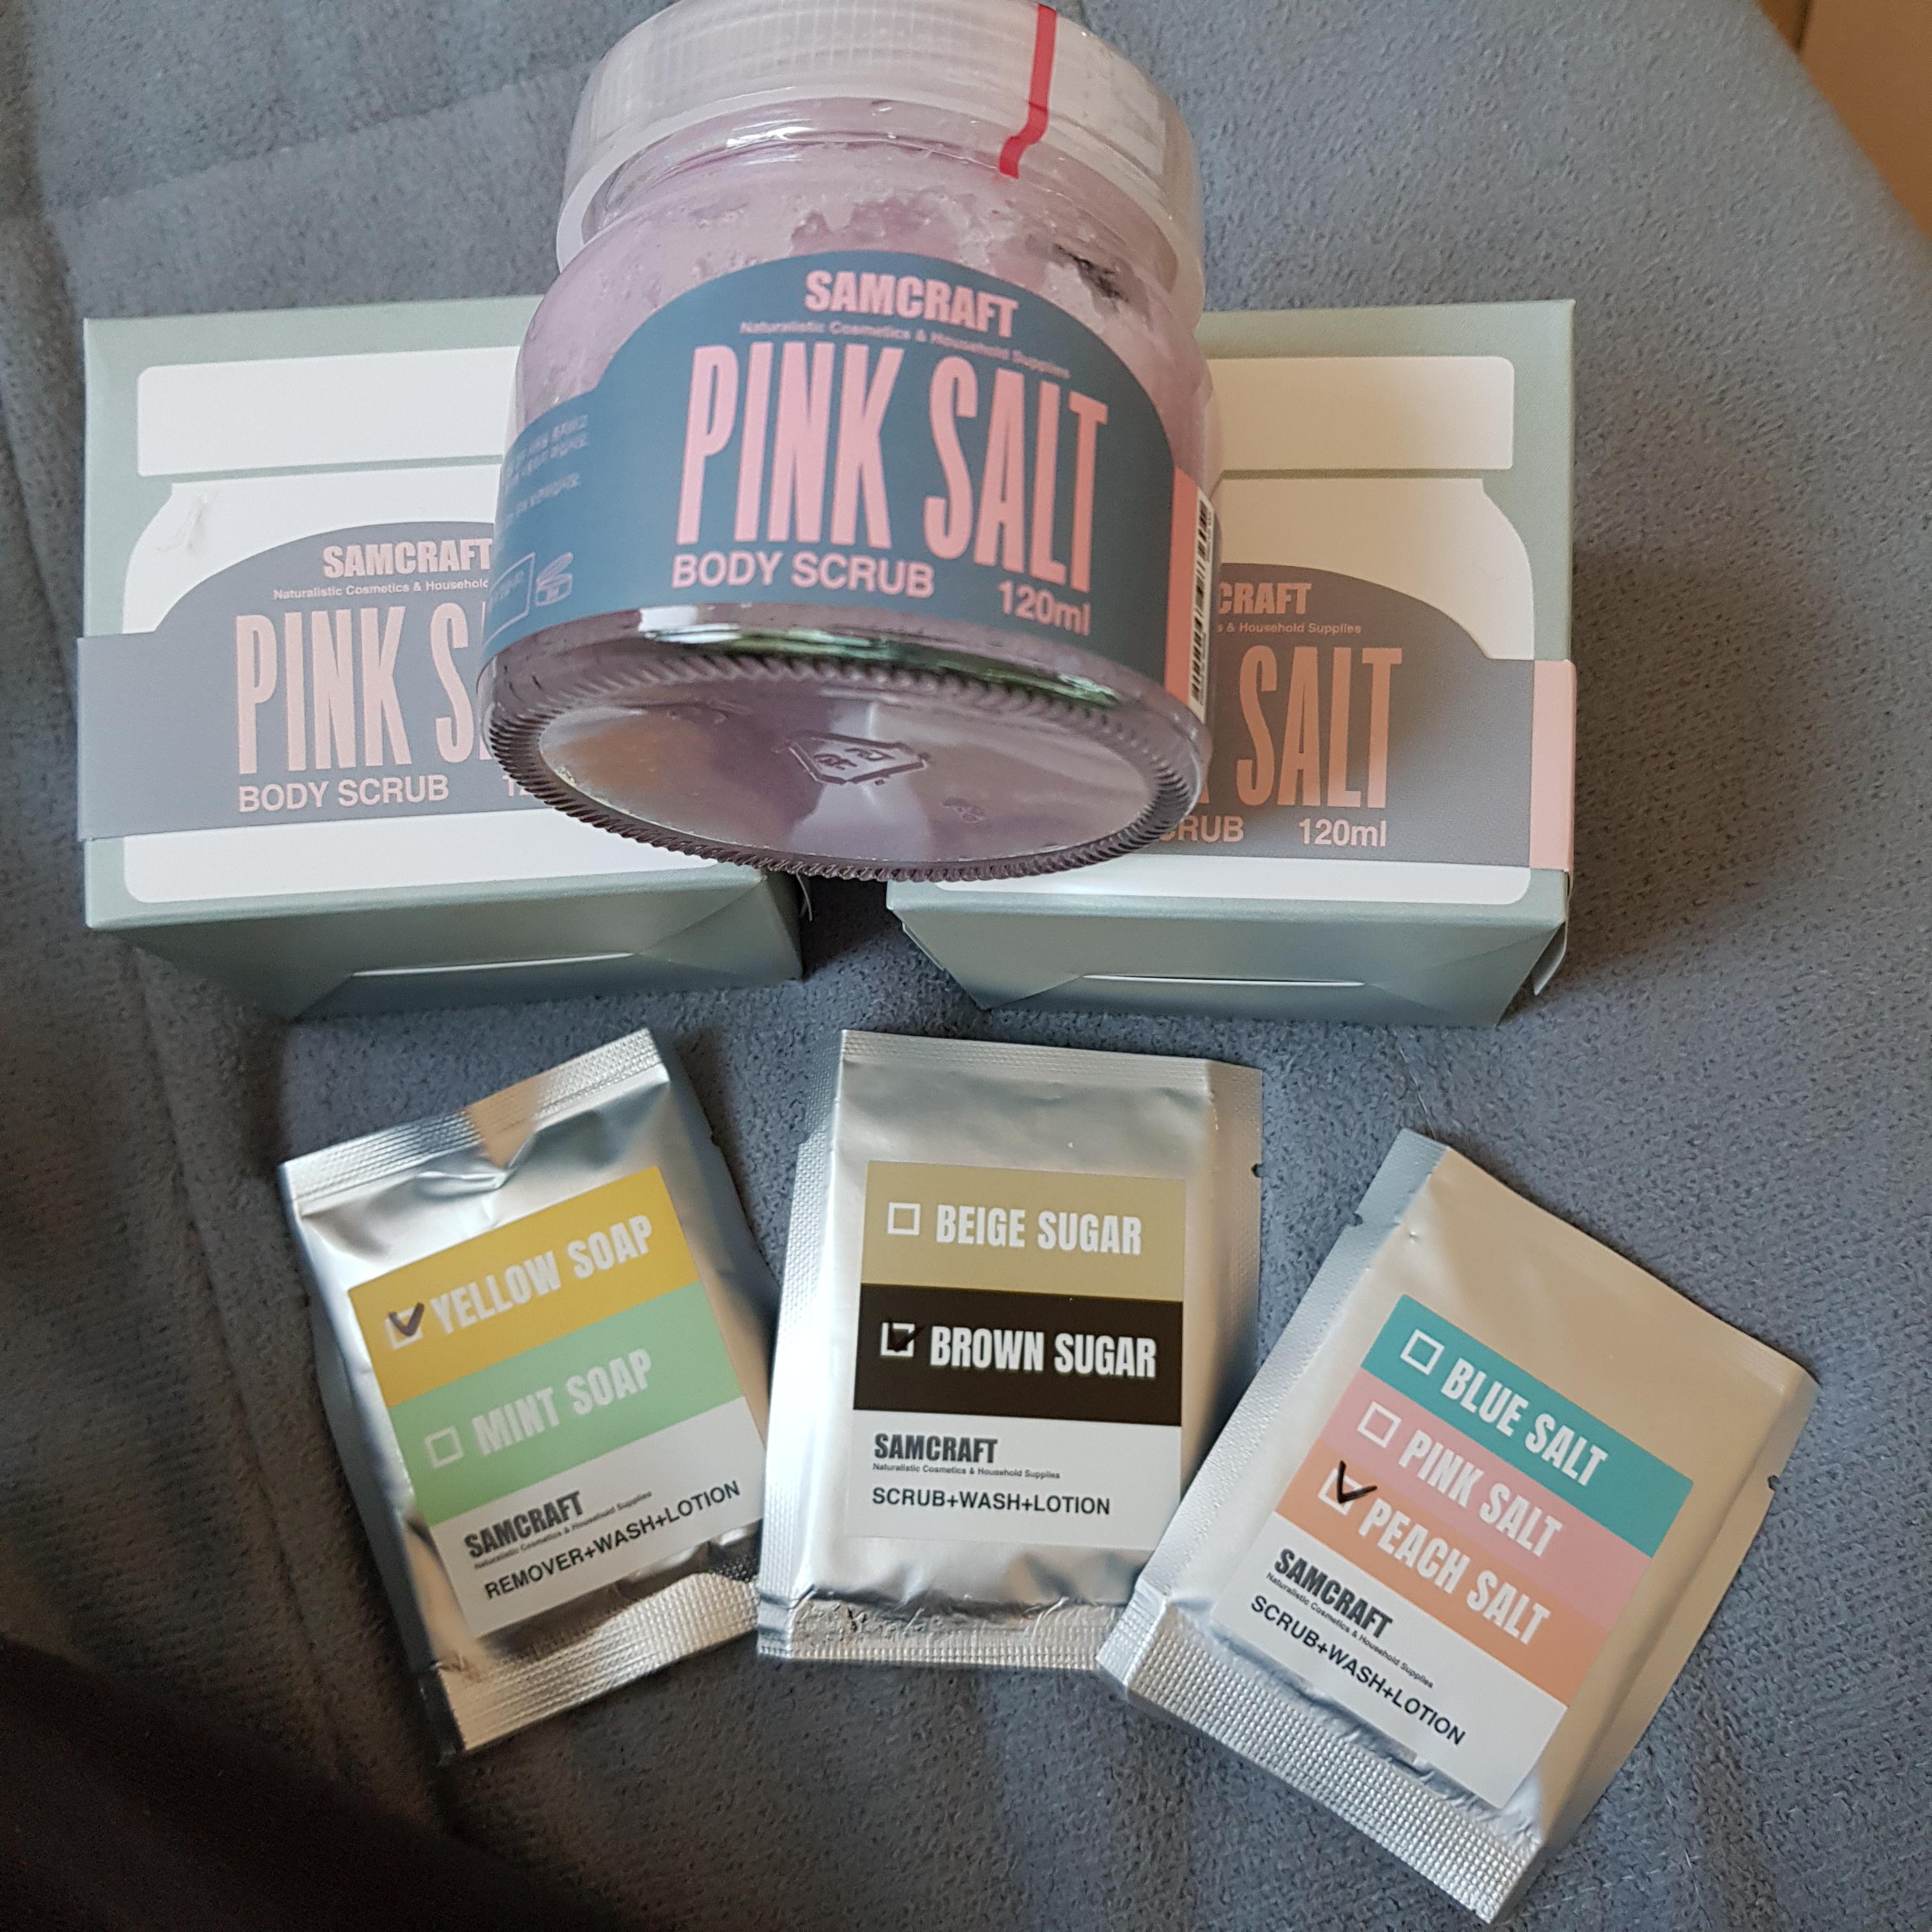 SAMCRAFT
Naturalistic Cosmetics & Household Supplies
PINK SALT
BODY SCRUB 120ml
SAMCRAFT
Naturalistic Cosmetics & Household
PINK
BODY SCRUB
CRAFT
s & Household Supplies
SALT
CRUB 120ml
YELLOW SOAP
MINT SOAP
SAMCRAFT
Naturalistic Cosmetics & Household Supplies
REMOVER+WASH+LOTION
BEIGE SUGAR
BROWN SUGAR
SAMCRAFT
Naturalistic Cosmetics & Household Supplies
SCRUB+WASH+LOTION
BLUE SALT
PINK SALT
PEACH SALT
SAMCRAFT
Naturalistic Cosmetics & Household Supplies
SCRUB+WASH+LOTION